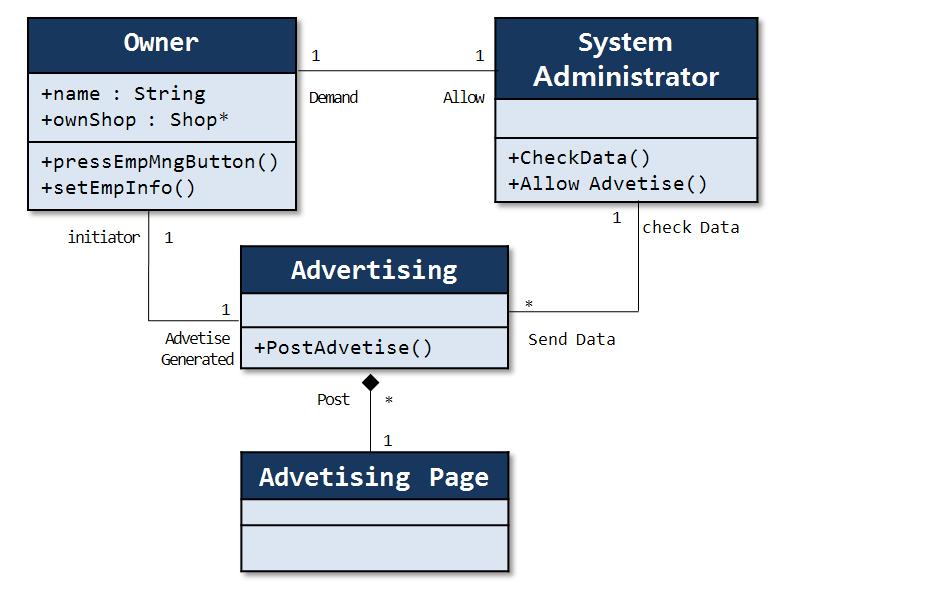 Owner
+name : String
+ownShop : Shop*
+pressEmpMngButton()
+setEmpInfo()
1
1
Demand
Allow
System
Administrator
+CheckData()
+Allow Advetise()
initiator
1
1
Advetise
Generated
1
check Data
*
Send Data
Advertising
+PostAdvetise()
Post
*
1
Advetising Page